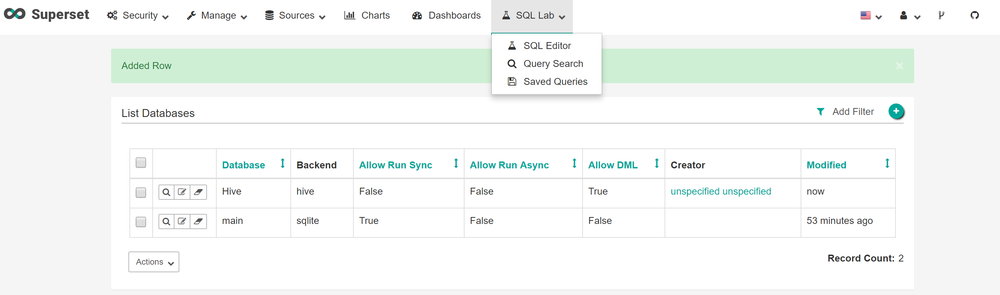 Superset Security Manage Sources Charts Dashboards SQL Lab
SQL Editor
Query Search
Saved Queries
Added Row
List Databases Add Filter
Database Backend Allow Run Sync Allow Run Async Allow DML Creator Modified
Hive hive False False True unspecified unspecified now
main sqlite True False False 53 minutes ago
Actions Record Count: 2